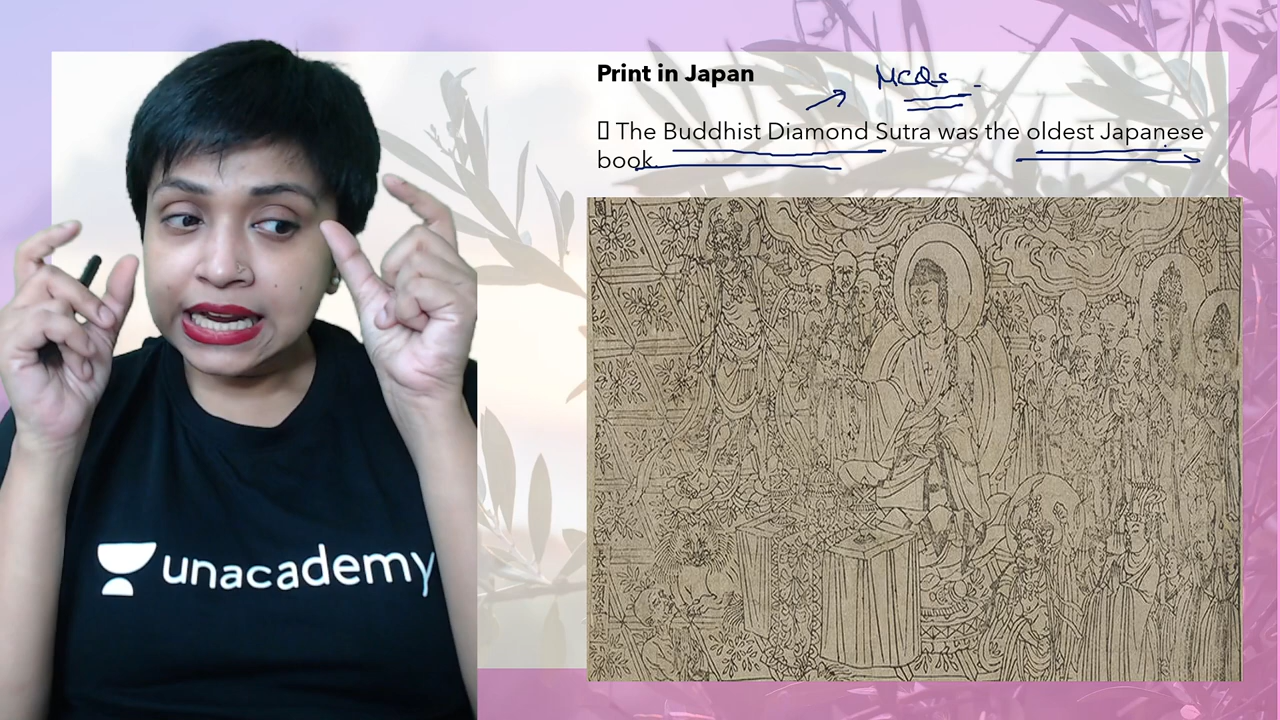 Print in Japan
MCQs
▯ The Buddhist Diamond Sutra was the oldest Japanese
book.
unacademy